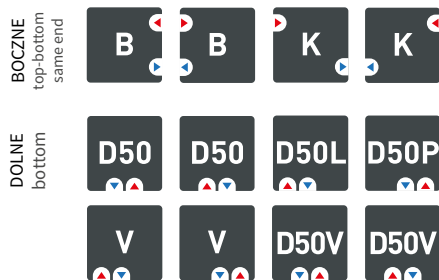 BOCZNE
top-bottom
same end
B B K K
DOLNE
bottom
D50 D50 D50L D50P
V V D50V D50V